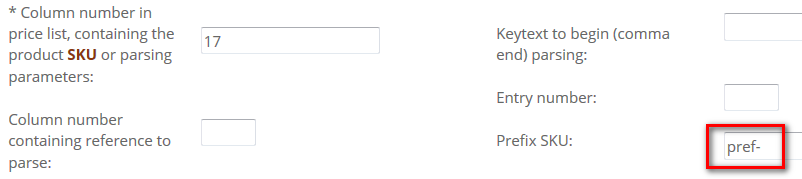 * Column number in
price list, containing the
product SKU or parsing
parameters:
17
Keytext to begin (comma
end) parsing:
Column number
containing reference to
parse:
Entry number:
Prefix SKU:
pref-